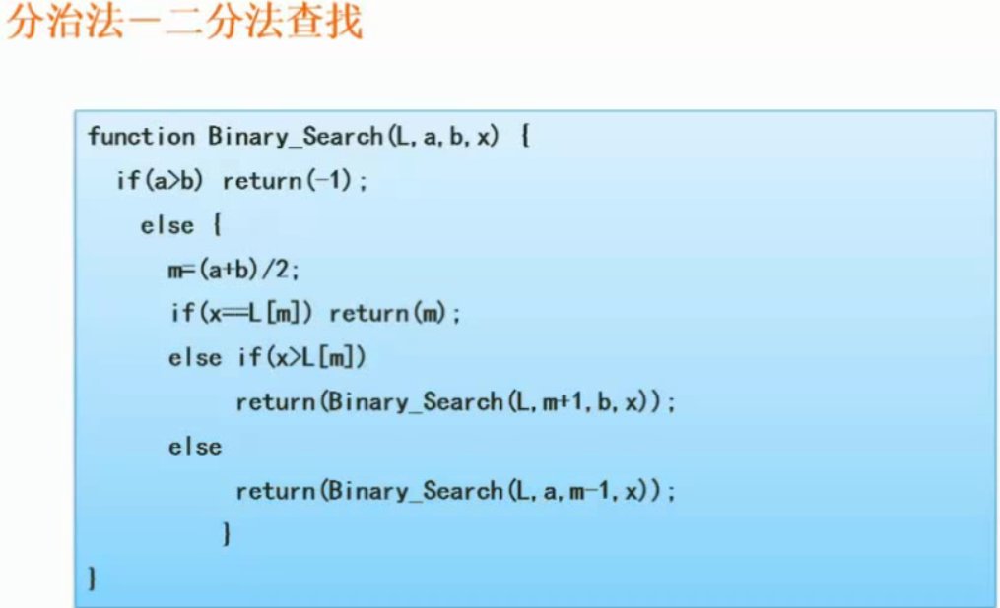 分治法－二分法查找
function Binary_Search(L,a,b,x) {
if(a>b) return(-1);
else {
m=(a+b)/2;
if(x==L[m]) return(m);
else if(x>L[m])
return(Binary_Search(L,m+1,b,x));
else
return(Binary_Search(L,a,m-1,x));
}
}